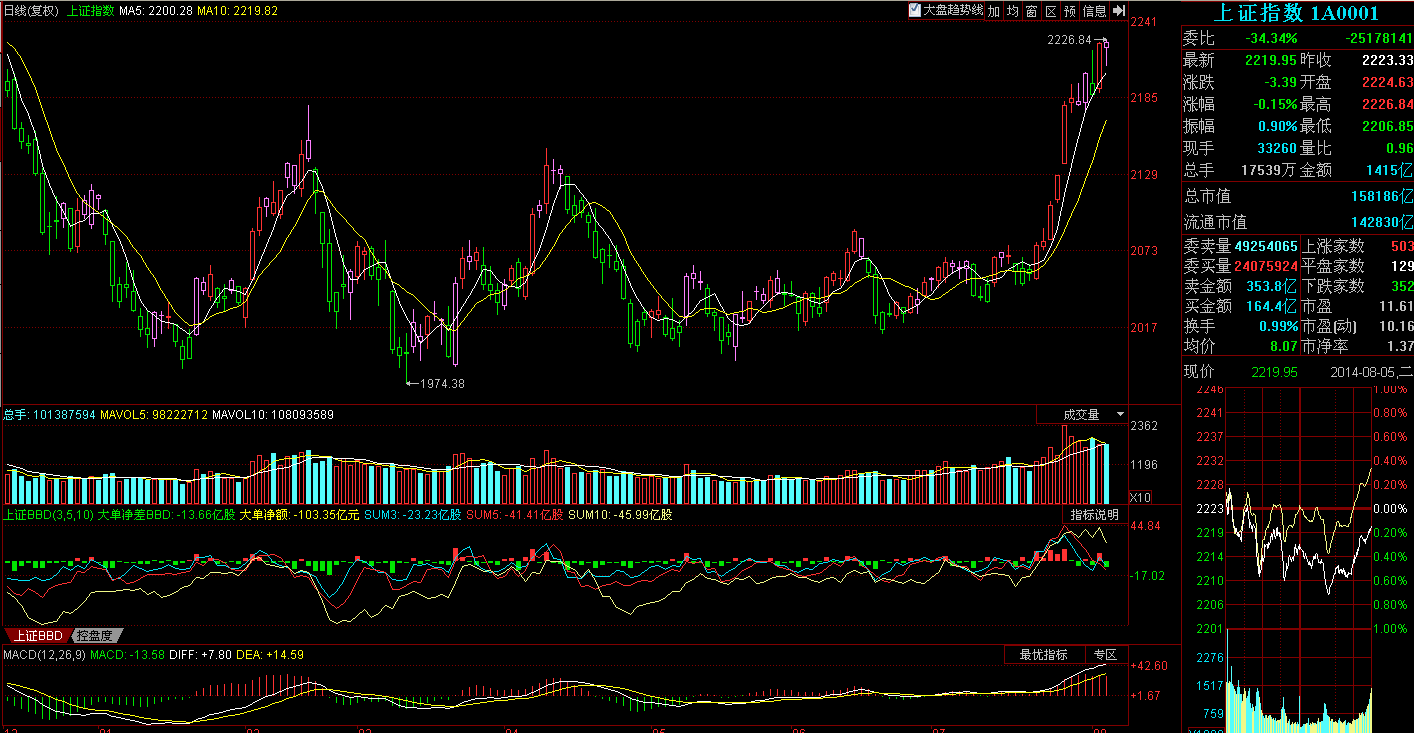 日线(复权) 上证指数 MA5: 2200.28 MA10: 2219.82
大盘趋势线 加 均 窗 区 预 信息
2241
2226.84
2185
2129
2073
2017
1974.38
总手: 101387594 MAVOL5: 98222712 MAVOL10: 108093589
成交量
2362
1196
X10
上证BBD(3,5,10) 大单净差BBD: -13.66亿股 大单净额: -103.35亿元 SUM3: -23.23亿股 SUM5: -41.41亿股 SUM10: -45.99亿股
指标说明
44.84
-17.02
上证BBD 控盘度
MACD(12,26,9) MACD: -13.58 DIFF: +7.80 DEA: +14.59
最优指标 专区
+42.60
+1.67
上证指数 1A0001
委比 -34.34% -25178141
最新 2219.95 昨收 2223.33
涨跌 -3.39 开盘 2224.63
涨幅 -0.15% 最高 2226.84
振幅 0.90% 最低 2206.85
现手 33260 量比 0.96
总手 17539万 金额 1415亿
总市值 158186亿
流通市值 142830亿
委卖量 49254065 上涨家数 503
委买量 24075924 平盘家数 129
卖金额 353.8亿 下跌家数 352
买金额 164.4亿 市盈 11.61
换手 0.99% 市盈(动) 10.16
均价 8.07 市净率 1.37
现价 2219.95 2014-08-05,二
2246 1.00%
2241 0.80%
2237 0.60%
2232 0.40%
2228 0.20%
2223 0.00%
2219 0.20%
2214 0.40%
2210 0.60%
2206 0.80%
2201 1.00%
2276
1517
759